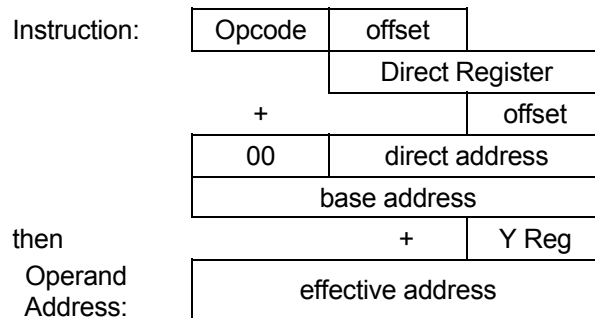 Instruction: Opcode offset
Direct Register
+ offset
00 direct address
base address
then + Y Reg
Operand
Address: effective address